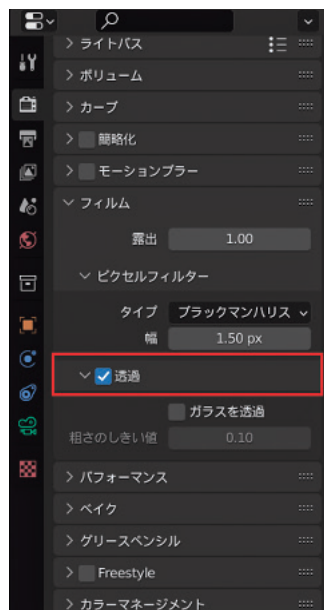 ライトパス
ボリューム
カーブ
簡略化
モーションブラー
フィルム
露出 1.00
ピクセルフィルター
タイプ ブラックマンハリス
幅 1.50 px
透過
ガラスを透過
粗さのしきい値 0.10
パフォーマンス
ベイク
グリースペンシル
Freestyle
カラーマネージメント